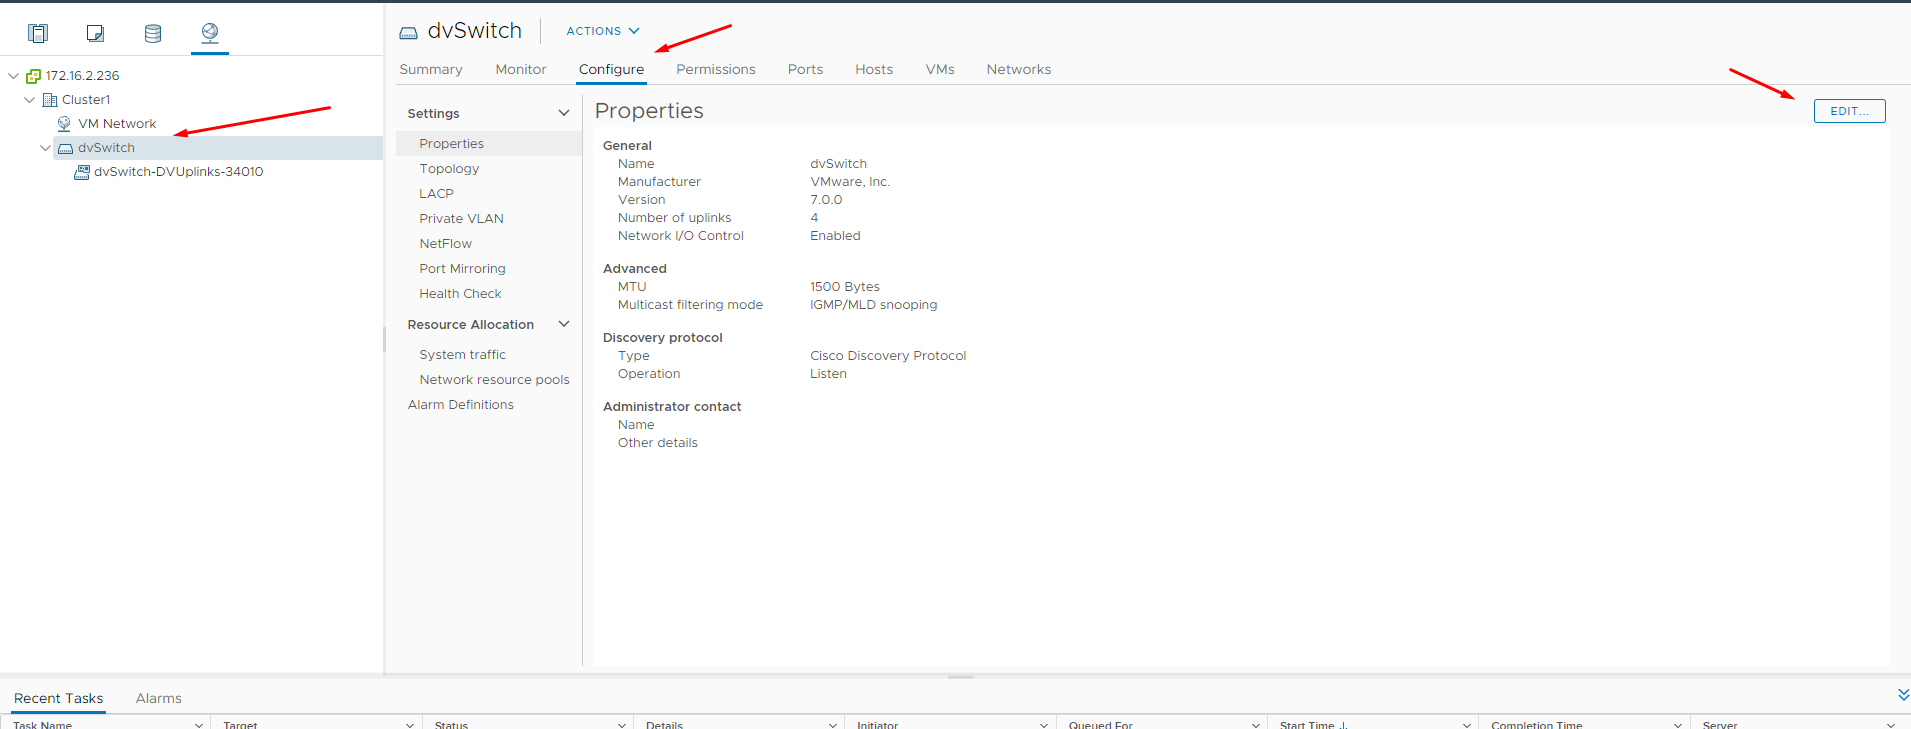 172.16.2.236
Cluster1
VM Network
dvSwitch
dvSwitch-DVUplinks-34010
dvSwitch
ACTIONS
Summary Monitor Configure Permissions Ports Hosts VMs Networks
Settings
Properties
Topology
LACP
Private VLAN
NetFlow
Port Mirroring
Health Check
Resource Allocation
System traffic
Network resource pools
Alarm Definitions
Properties
EDIT...
General
Name dvSwitch
Manufacturer VMware, Inc.
Version 7.0.0
Number of uplinks 4
Network I/O Control Enabled
Advanced
MTU 1500 Bytes
Multicast filtering mode IGMP/MLD snooping
Discovery protocol
Type Cisco Discovery Protocol
Operation Listen
Administrator contact
Name
Other details
Recent Tasks Alarms
Task Name Target Status Details Initiator Queued For Start Time Completion Time Server